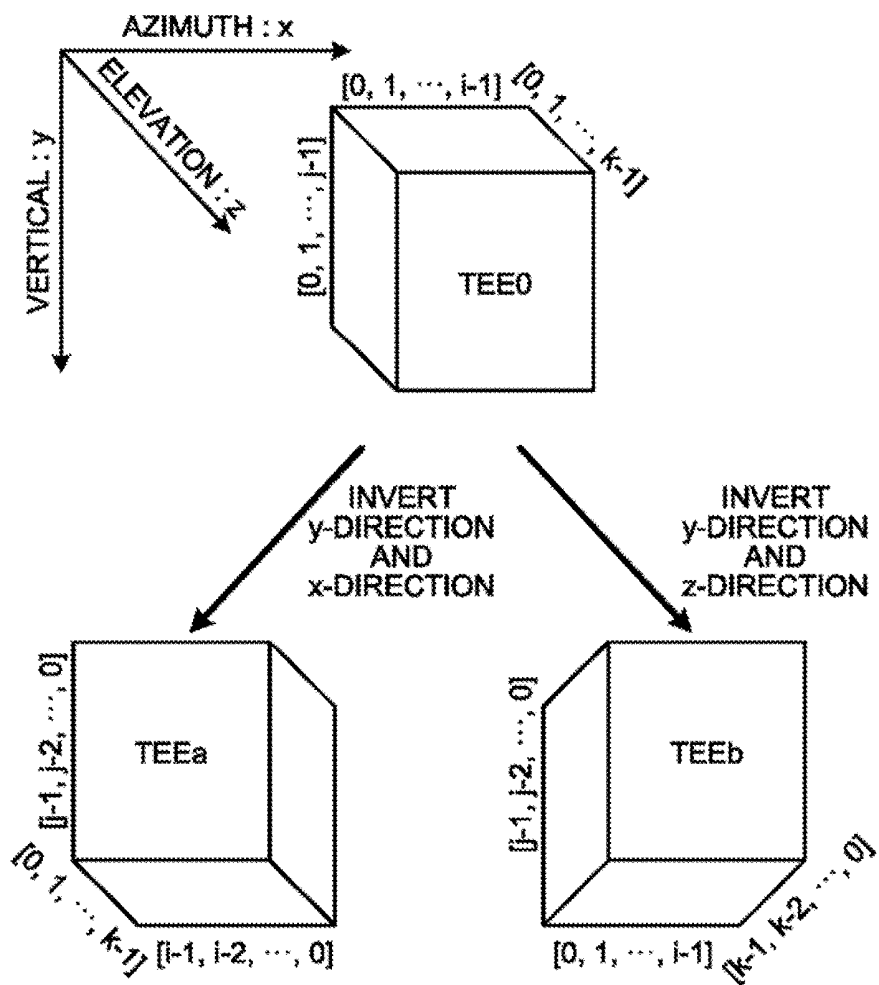 AZIMUTH : x
ELEVATION : z
VERTICAL : y
[0, 1, ⋯, i-1]
[0, 1, ⋯, k-1]
[0, 1, ⋯, j-1]
TEE0
INVERT
y-DIRECTION
AND
x-DIRECTION
INVERT
y-DIRECTION
AND
z-DIRECTION
[j-1, j-2, ⋯, 0]
TEEa
[0, 1, ⋯, k-1]
[i-1, i-2, ⋯, 0]
[j-1, j-2, ⋯, 0]
TEEb
[0, 1, ⋯, i-1]
[k-1, k-2, ⋯, 0]